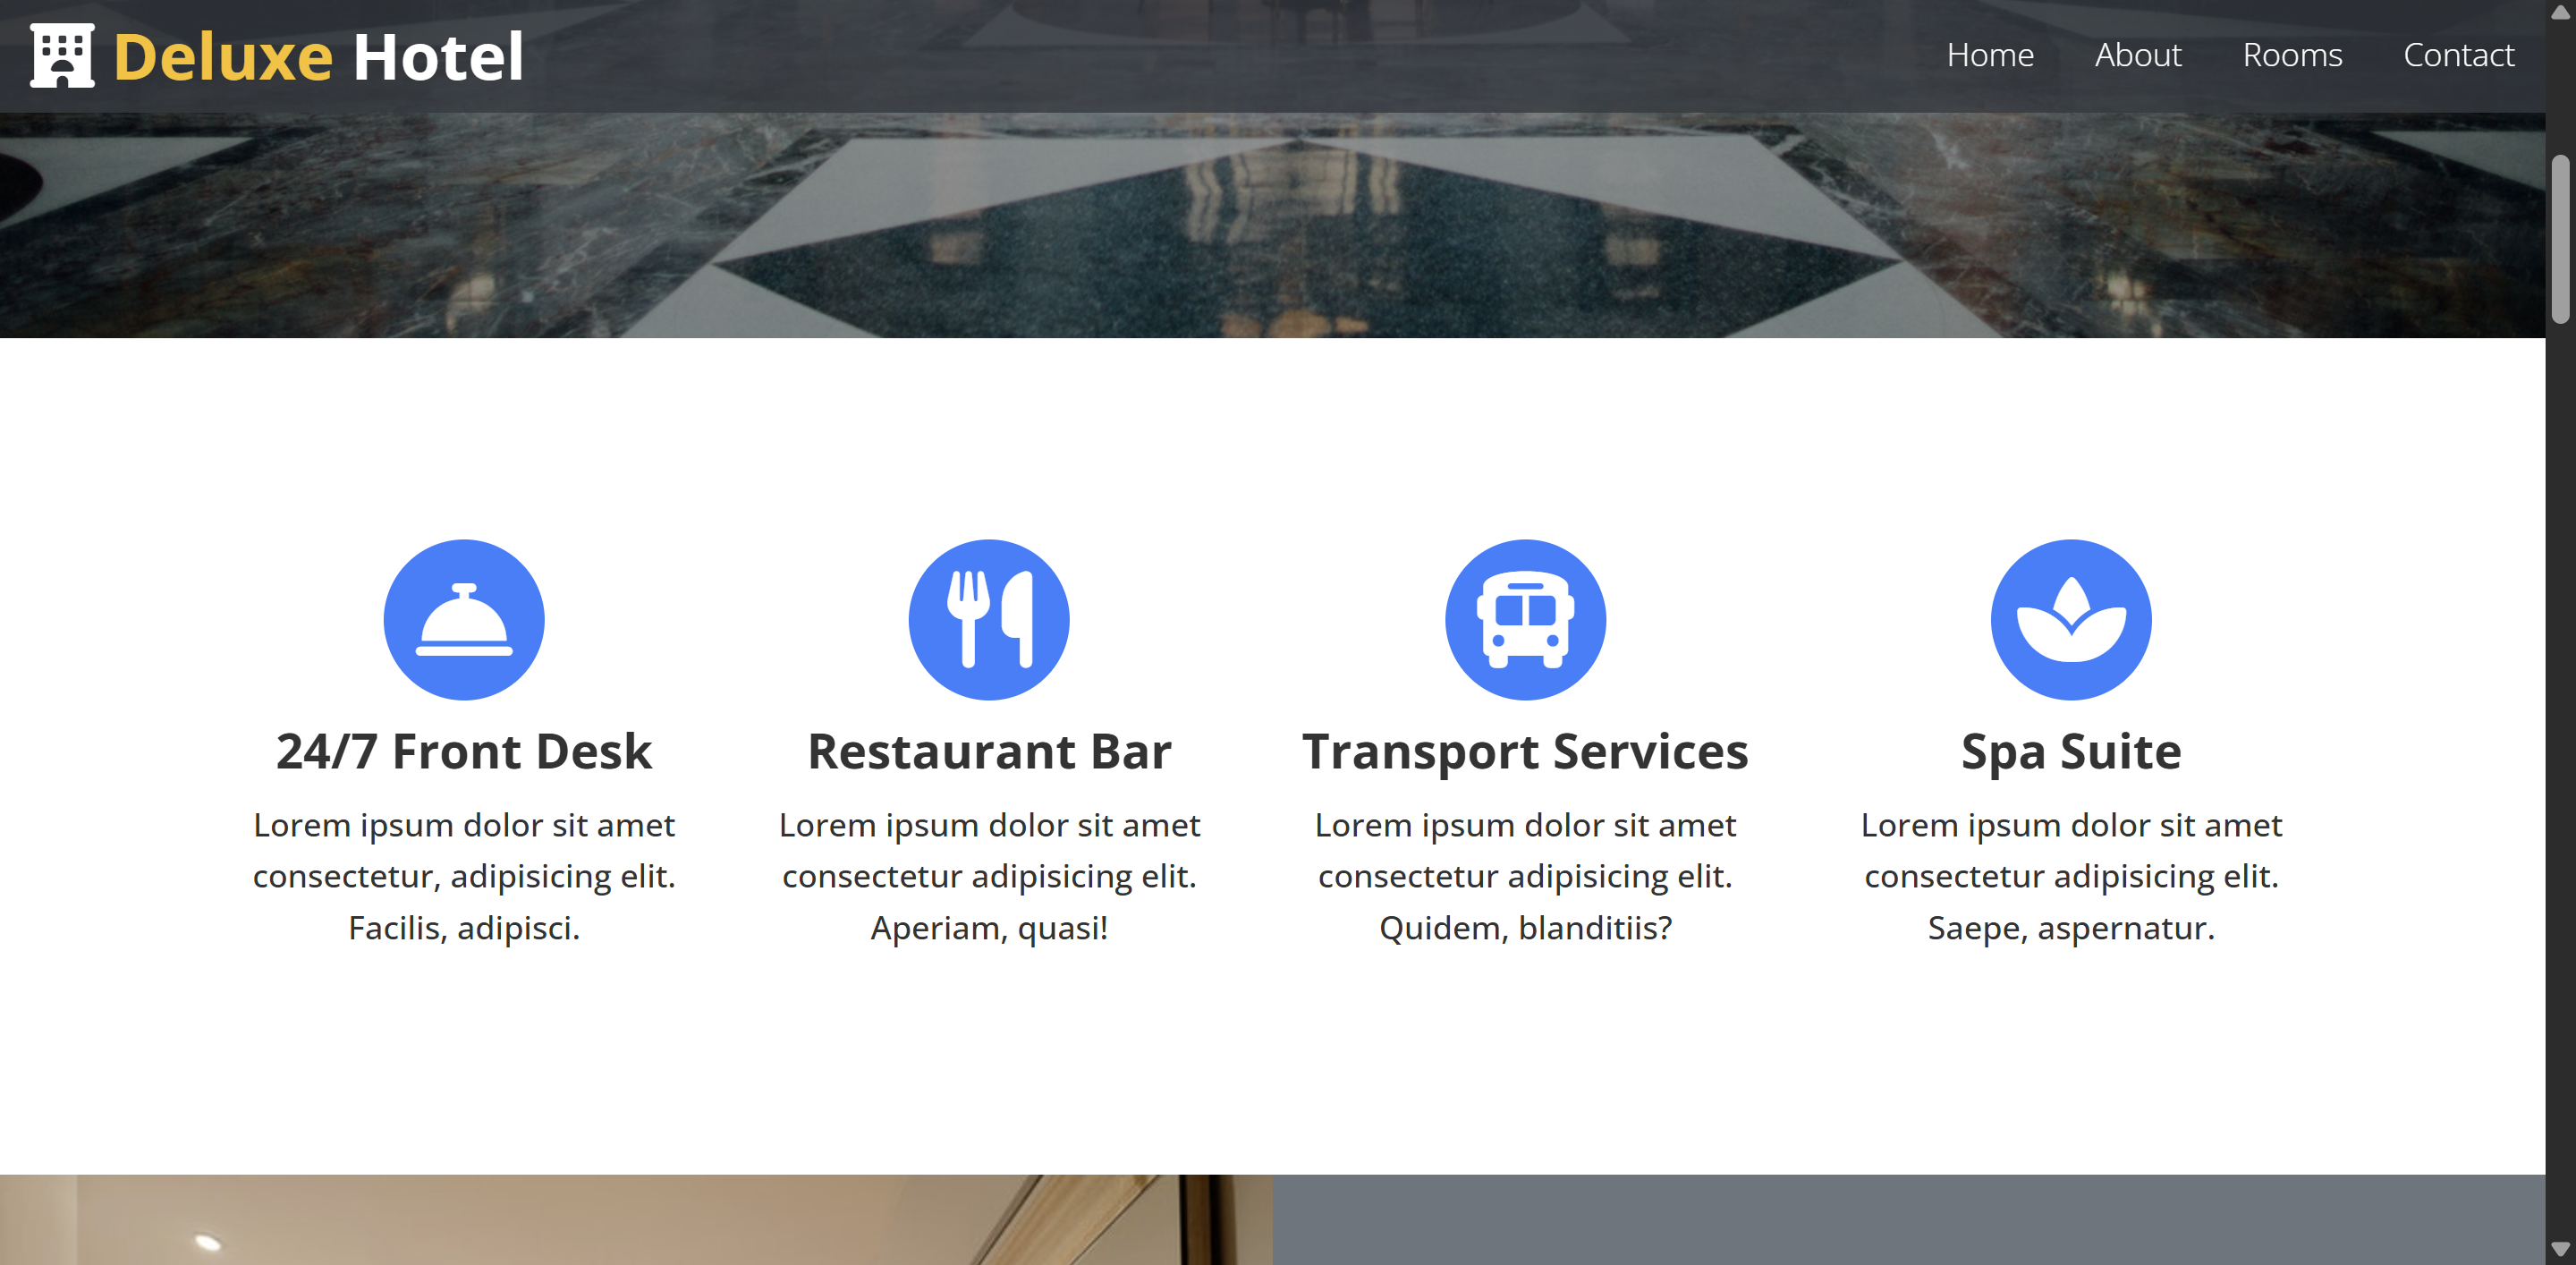 Deluxe Hotel
Home About Rooms Contact
24/7 Front Desk
Lorem ipsum dolor sit amet
consectetur, adipisicing elit.
Facilis, adipisci.
Restaurant Bar
Lorem ipsum dolor sit amet
consectetur adipisicing elit.
Aperiam, quasi!
Transport Services
Lorem ipsum dolor sit amet
consectetur adipisicing elit.
Quidem, blanditiis?
Spa Suite
Lorem ipsum dolor sit amet
consectetur adipisicing elit.
Saepe, aspernatur.